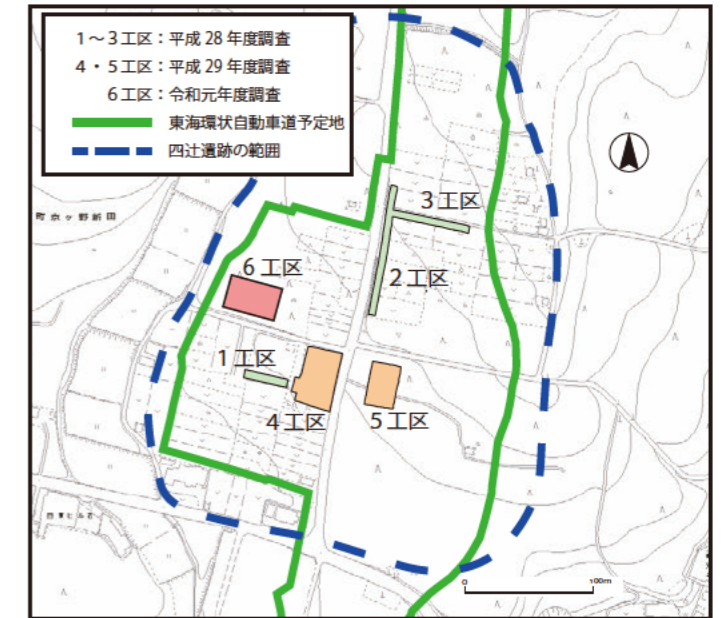 1～3工区：平成28年度調査
4・5工区：平成29年度調査
6工区：令和元年度調査
東海環状自動車道予定地
四辻遺跡の範囲
3工区
2工区
6工区
1工区
4工区
5工区
0 100m